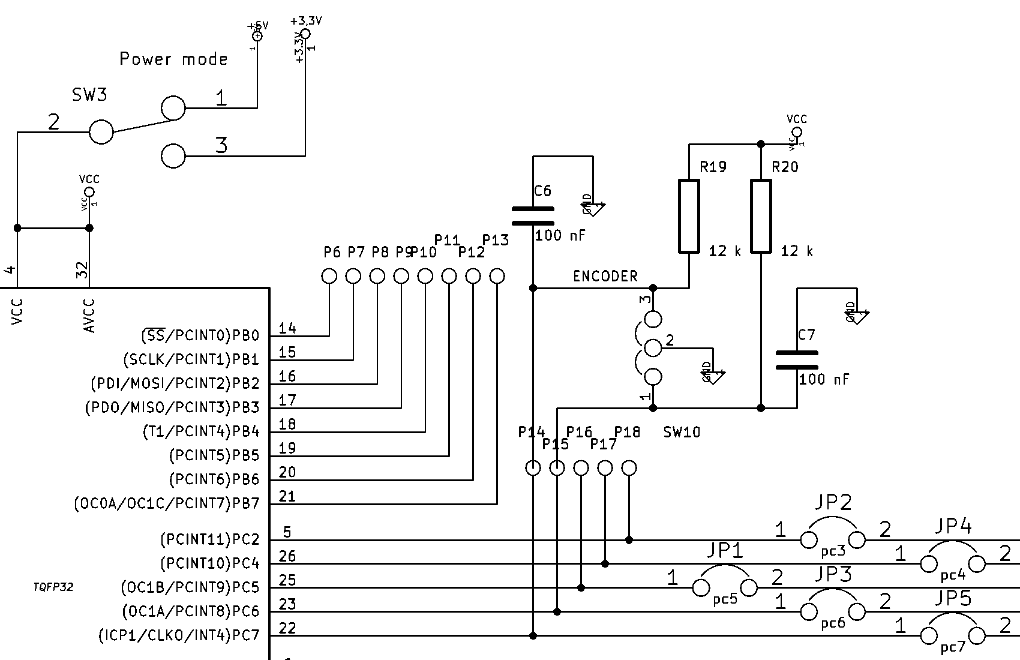 +5V
+3.3V
+3.3V
1
1
Power mode
SW3
1
2
3
VCC
VCC
1
4
32
VCC
AVCC
P6
P7
P8
P9
P10
P11
P12
P13
C6
100 nF
GND
ENCODER
R19
12 k
R20
12 k
VCC
VCC
1
3
2
1
GND
SW10
C7
100 nF
GND
(SS/PCINT0)PB0 14
(SCLK/PCINT1)PB1 15
(PDI/MOSI/PCINT2)PB2 16
(PDO/MISO/PCINT3)PB3 17
(T1/PCINT4)PB4 18
(PCINT5)PB5 19
(PCINT6)PB6 20
(OC0A/OC1C/PCINT7)PB7 21
(PCINT11)PC2 5
(PCINT10)PC4 26
(OC1B/PCINT9)PC5 25
(OC1A/PCINT8)PC6 23
(ICP1/CLKO/INT4)PC7 22
TQFP32
P14
P15
P16
P17
P18
JP2
1 2
pc3
JP4
1 2
pc4
JP1
1 2
pc5
JP3
1 2
pc6
JP5
1 2
pc7